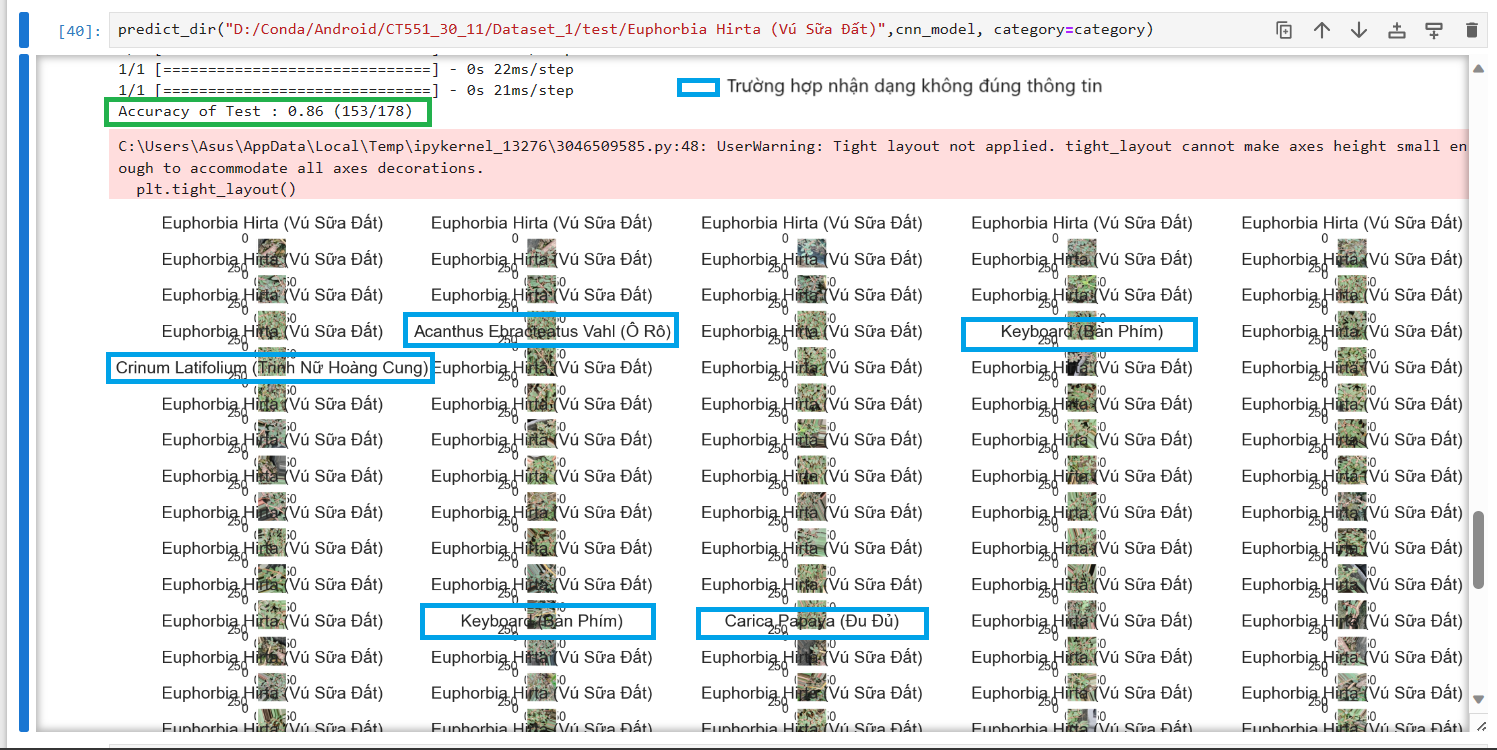 [40]: predict_dir("D:/Conda/Android/CT551_30_11/Dataset_1/test/Euphorbia Hirta (Vú Sữa Đất)",cnn_model, category=category)
1/1 [==============================] - 0s 22ms/step
1/1 [==============================] - 0s 21ms/step
Trường hợp nhận dạng không đúng thông tin
Accuracy of Test : 0.86 (153/178)
C:\Users\Asus\AppData\Local\Temp\ipykernel_13276\3046509585.py:48: UserWarning: Tight layout not applied. tight_layout cannot make axes height small en
ough to accommodate all axes decorations.
plt.tight_layout()
Euphorbia Hirta (Vú Sữa Đất) Euphorbia Hirta (Vú Sữa Đất) Euphorbia Hirta (Vú Sữa Đất) Euphorbia Hirta (Vú Sữa Đất) Euphorbia Hirta (Vú Sữa Đất)
Euphorbia Hirta (Vú Sữa Đất) Euphorbia Hirta (Vú Sữa Đất) Euphorbia Hirta (Vú Sữa Đất) Euphorbia Hirta (Vú Sữa Đất) Euphorbia Hirta (Vú Sữa Đất)
Euphorbia Hirta (Vú Sữa Đất) Euphorbia Hirta (Vú Sữa Đất) Euphorbia Hirta (Vú Sữa Đất) Euphorbia Hirta (Vú Sữa Đất) Euphorbia Hirta (Vú Sữa Đất)
Euphorbia Hirta (Vú Sữa Đất) Acanthus Ebracteatus Vahl (Ô Rô) Euphorbia Hirta (Vú Sữa Đất) Keyboard (Bàn Phím) Euphorbia Hirta (Vú Sữa Đất)
Crinum Latifolium (Trinh Nữ Hoàng Cung) Euphorbia Hirta (Vú Sữa Đất) Euphorbia Hirta (Vú Sữa Đất) Euphorbia Hirta (Vú Sữa Đất) Euphorbia Hirta (Vú Sữa Đất)
Euphorbia Hirta (Vú Sữa Đất) Euphorbia Hirta (Vú Sữa Đất) Euphorbia Hirta (Vú Sữa Đất) Euphorbia Hirta (Vú Sữa Đất) Euphorbia Hirta (Vú Sữa Đất)
Euphorbia Hirta (Vú Sữa Đất) Euphorbia Hirta (Vú Sữa Đất) Euphorbia Hirta (Vú Sữa Đất) Euphorbia Hirta (Vú Sữa Đất) Euphorbia Hirta (Vú Sữa Đất)
Euphorbia Hirta (Vú Sữa Đất) Euphorbia Hirta (Vú Sữa Đất) Euphorbia Hirta (Vú Sữa Đất) Euphorbia Hirta (Vú Sữa Đất) Euphorbia Hirta (Vú Sữa Đất)
Euphorbia Hirta (Vú Sữa Đất) Euphorbia Hirta (Vú Sữa Đất) Euphorbia Hirta (Vú Sữa Đất) Euphorbia Hirta (Vú Sữa Đất) Euphorbia Hirta (Vú Sữa Đất)
Euphorbia Hirta (Vú Sữa Đất) Euphorbia Hirta (Vú Sữa Đất) Euphorbia Hirta (Vú Sữa Đất) Euphorbia Hirta (Vú Sữa Đất) Euphorbia Hirta (Vú Sữa Đất)
Euphorbia Hirta (Vú Sữa Đất) Euphorbia Hirta (Vú Sữa Đất) Euphorbia Hirta (Vú Sữa Đất) Euphorbia Hirta (Vú Sữa Đất) Euphorbia Hirta (Vú Sữa Đất)
Euphorbia Hirta (Vú Sữa Đất) Keyboard (Bàn Phím) Carica Papaya (Đu Đủ) Euphorbia Hirta (Vú Sữa Đất) Euphorbia Hirta (Vú Sữa Đất)
Euphorbia Hirta (Vú Sữa Đất) Euphorbia Hirta (Vú Sữa Đất) Euphorbia Hirta (Vú Sữa Đất) Euphorbia Hirta (Vú Sữa Đất) Euphorbia Hirta (Vú Sữa Đất)
Euphorbia Hirta (Vú Sữa Đất) Euphorbia Hirta (Vú Sữa Đất) Euphorbia Hirta (Vú Sữa Đất) Euphorbia Hirta (Vú Sữa Đất) Euphorbia Hirta (Vú Sữa Đất)
Euphorbia Hirta (Vú Sữa Đất) Euphorbia Hirta (Vú Sữa Đất) Euphorbia Hirta (Vú Sữa Đất) Euphorbia Hirta (Vú Sữa Đất) Euphorbia Hirta (Vú Sữa Đất)